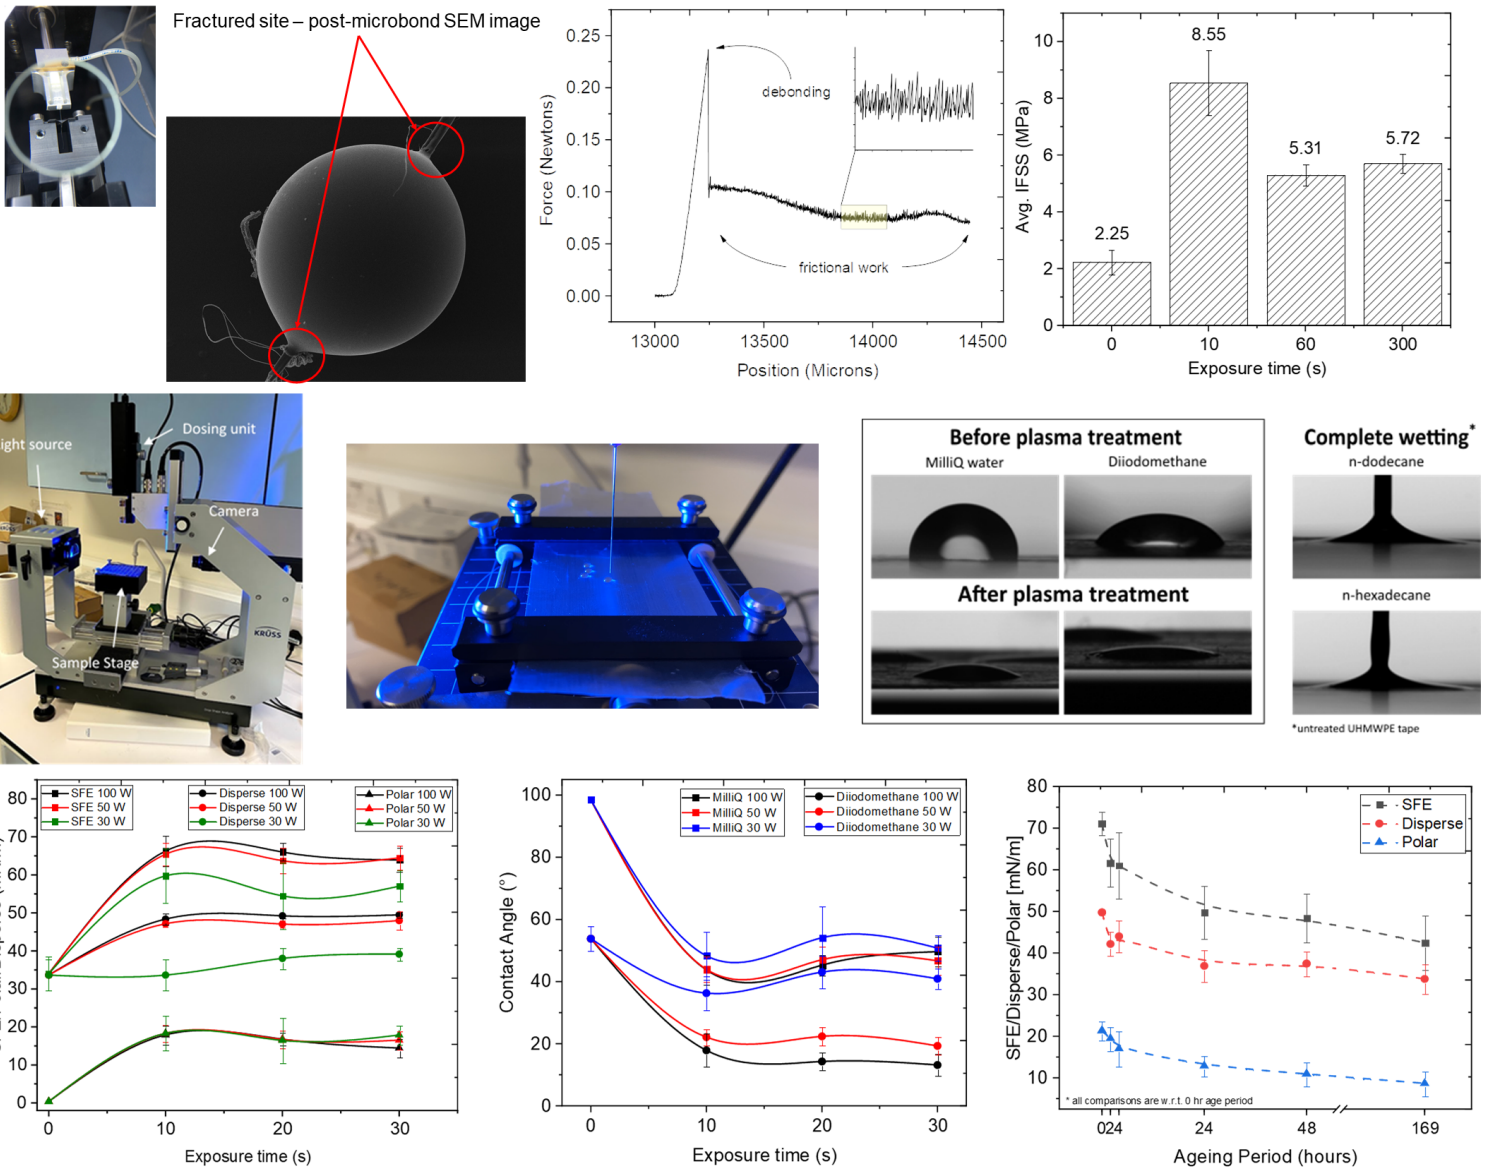 Fractured site – post-microbond SEM image
0.25
0.20
0.15
0.10
0.05
0.00
Force (Newtons)
debonding
frictional work
13000 13500 14000 14500
Position (Microns)
10
8
6
4
2
0
Avg. IFSS (MPa)
2.25
8.55
5.31
5.72
0 10 60 300
Exposure time (s)
ight source
Dosing unit
Camera
KRÜSS
Sample Stage
Before plasma treatment
MilliQ water Diiodomethane
After plasma treatment
Complete wetting*
n-dodecane
n-hexadecane
*untreated UHMWPE tape
SFE 100 W
SFE 50 W
SFE 30 W
Disperse 100 W
Disperse 50 W
Disperse 30 W
Polar 100 W
Polar 50 W
Polar 30 W
80
70
60
50
40
30
20
10
0
0 10 20 30
Exposure time (s)
MilliQ 100 W
MilliQ 50 W
MilliQ 30 W
Diiodomethane 100 W
Diiodomethane 50 W
Diiodomethane 30 W
100
80
60
40
20
0
Contact Angle (°)
0 10 20 30
Exposure time (s)
SFE
Disperse
Polar
80
70
60
50
40
30
20
10
SFE/Disperse/Polar [mN/m]
* all comparisons are w.r.t. 0 hr age period
024 24 48 169
Ageing Period (hours)